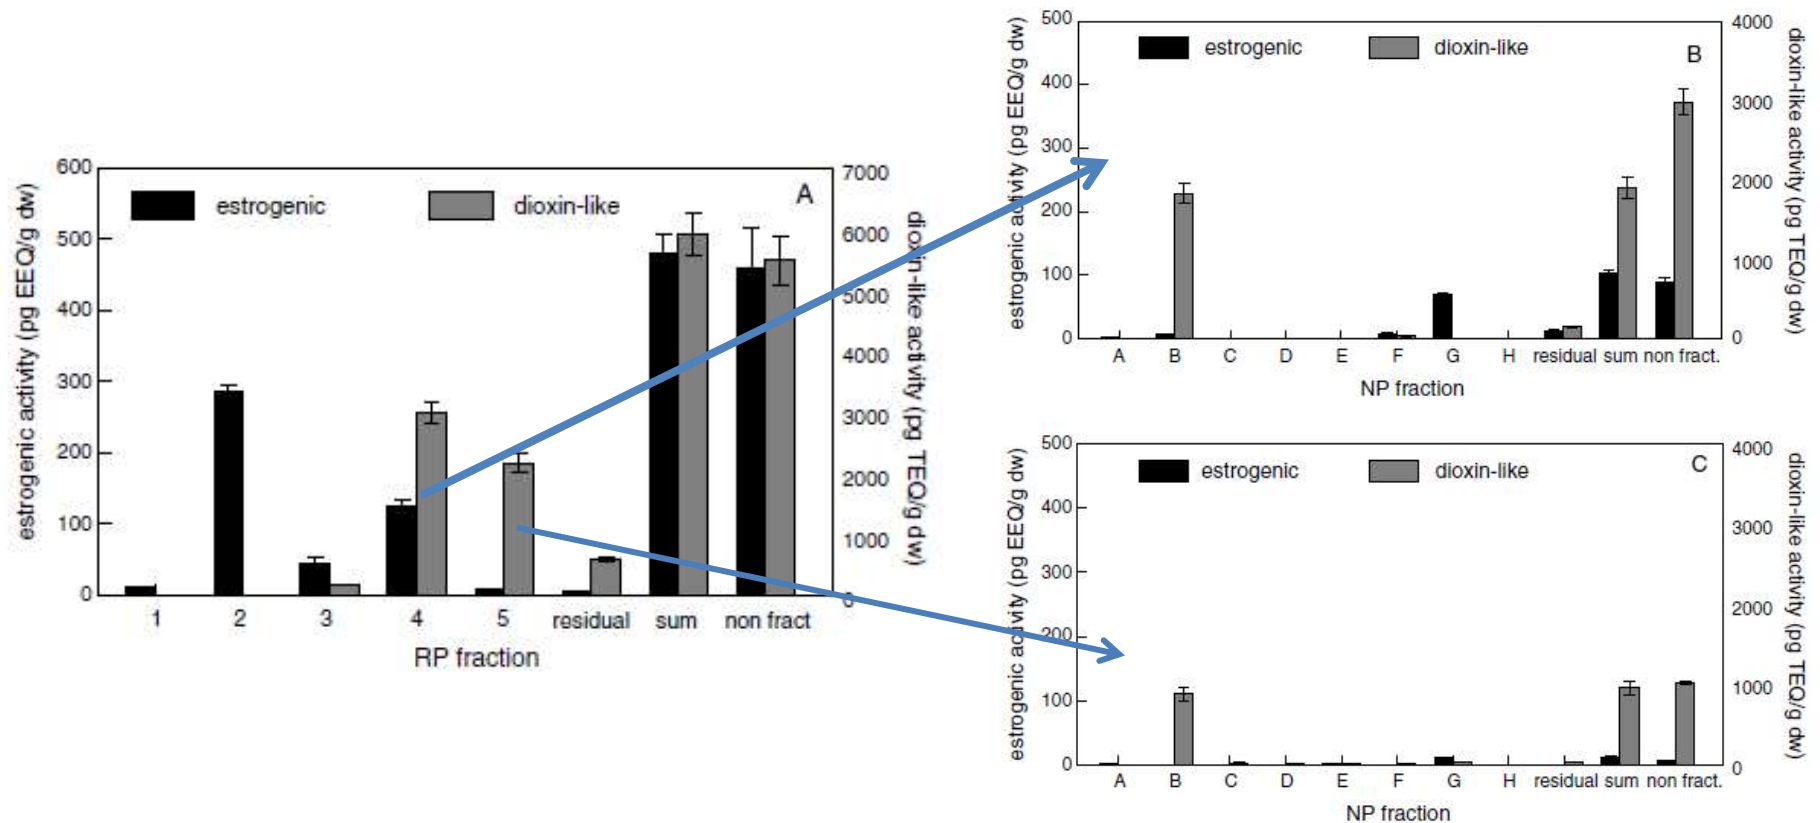 A
estrogenic
dioxin-like
600
500
400
300
200
100
0
estrogenic activity (pg EEQ/g dw)
7000
6000
5000
4000
3000
2000
1000
0
dioxin-like activity (pg TEQ/g dw)
1 2 3 4 5 residual sum non fract
RP fraction
B
estrogenic
dioxin-like
500
400
300
200
100
0
estrogenic activity (pg EEQ/g dw)
4000
3000
2000
1000
0
dioxin-like activity (pg TEQ/g dw)
A B C D E F G H residual sum non fract.
NP fraction
C
estrogenic
dioxin-like
500
400
300
200
100
0
estrogenic activity (pg EEQ/g dw)
4000
3000
2000
1000
0
dioxin-like activity (pg TEQ/g dw)
A B C D E F G H residual sum non fract.
NP fraction